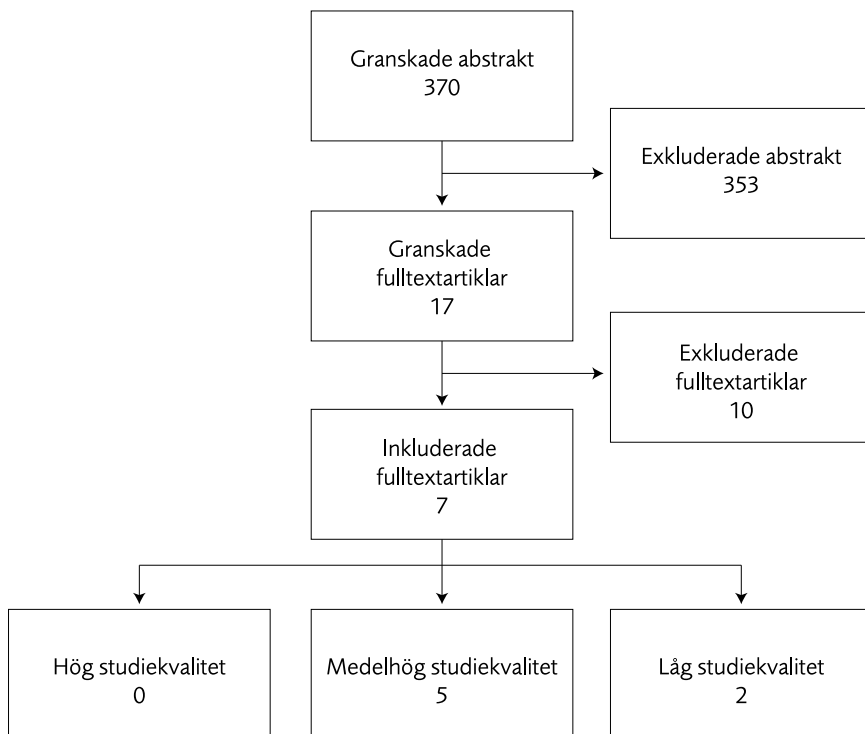 Granskade abstrakt
370
Exkluderade abstrakt
353
Granskade
fulltextartiklar
17
Exkluderade
fulltextartiklar
10
Inkluderade
fulltextartiklar
7
Hög studiekvalitet
0
Medelhög studiekvalitet
5
Låg studiekvalitet
2